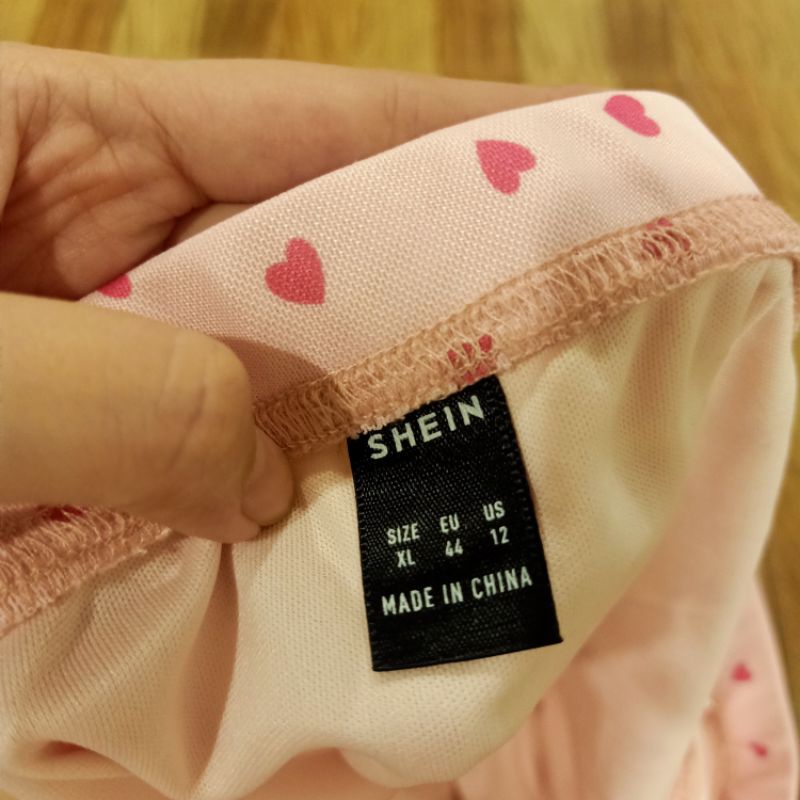 SHEIN
SIZE EU US
XL 44 12
MADE IN CHINA